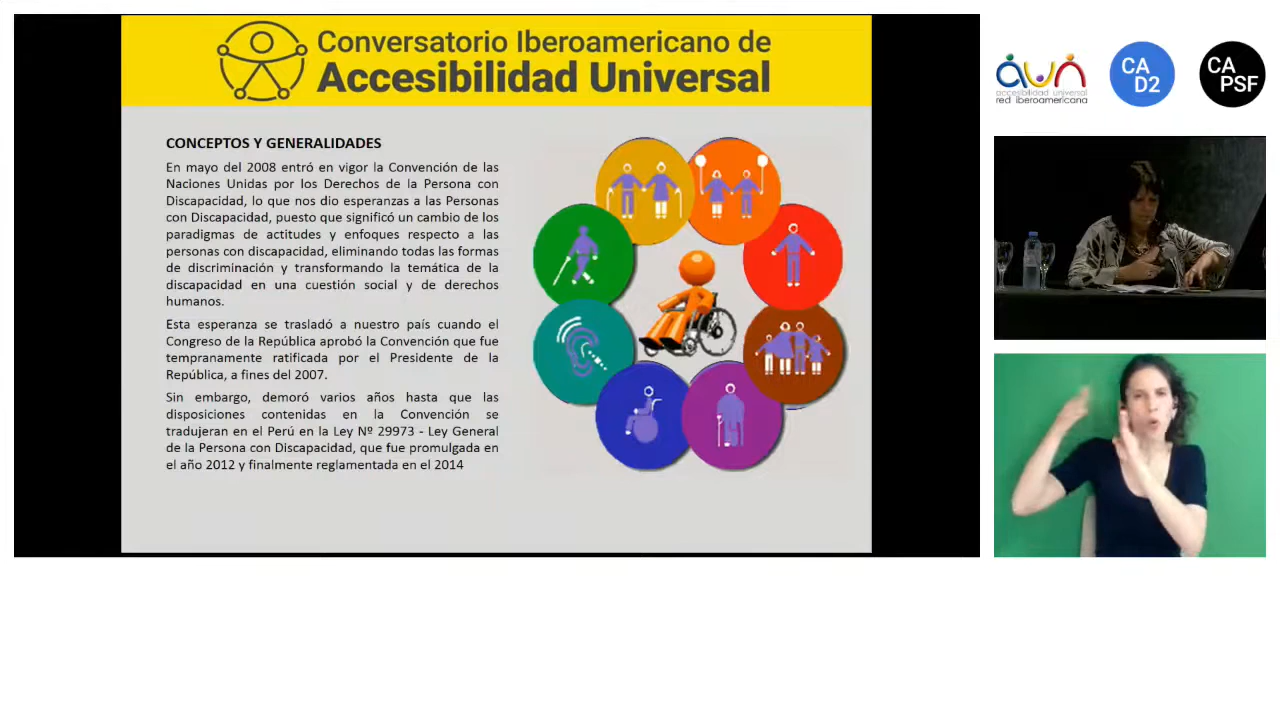 Conversatorio Iberoamericano de
Accesibilidad Universal
CONCEPTOS Y GENERALIDADES
En mayo del 2008 entró en vigor la Convención de las
Naciones Unidas por los Derechos de la Persona con
Discapacidad, lo que nos dio esperanzas a las Personas
con Discapacidad, puesto que significó un cambio de los
paradigmas de actitudes y enfoques respecto a las
personas con discapacidad, eliminando todas las formas
de discriminación y transformando la temática de la
discapacidad en una cuestión social y de derechos
humanos.
Esta esperanza se trasladó a nuestro país cuando el
Congreso de la República aprobó la Convención que fue
tempranamente ratificada por el Presidente de la
República, a fines del 2007.
Sin embargo, demoró varios años hasta que las
disposiciones contenidas en la Convención se
tradujeran en el Perú en la Ley Nº 29973 - Ley General
de la Persona con Discapacidad, que fue promulgada en
el año 2012 y finalmente reglamentada en el 2014
aun
accesibilidad universal
red iberoamericana
CA
D2
CA
PSF